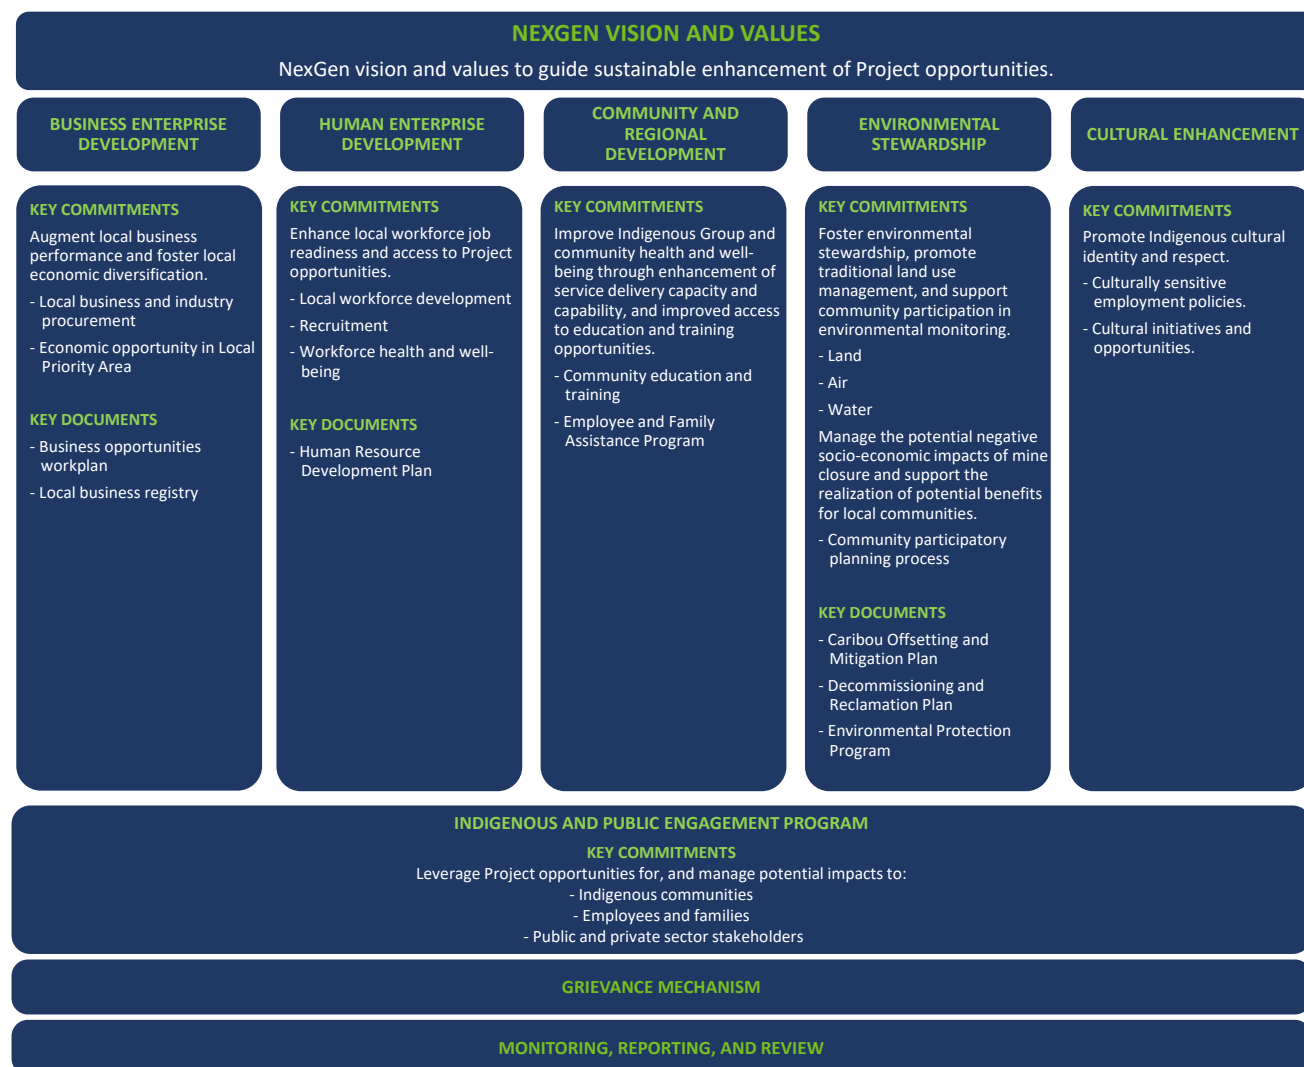 NEXGEN VISION AND VALUES
NexGen vision and values to guide sustainable enhancement of Project opportunities.
BUSINESS ENTERPRISE
DEVELOPMENT
HUMAN ENTERPRISE
DEVELOPMENT
COMMUNITY AND
REGIONAL
DEVELOPMENT
ENVIRONMENTAL
STEWARDSHIP
CULTURAL ENHANCEMENT
KEY COMMITMENTS
Augment local business
performance and foster local
economic diversification.
- Local business and industry
procurement
- Economic opportunity in Local
Priority Area
KEY DOCUMENTS
- Business opportunities
workplan
- Local business registry
KEY COMMITMENTS
Enhance local workforce job
readiness and access to Project
opportunities.
- Local workforce development
- Recruitment
- Workforce health and well-
being
KEY DOCUMENTS
- Human Resource
Development Plan
KEY COMMITMENTS
Improve Indigenous Group and
community health and well-
being through enhancement of
service delivery capacity and
capability, and improved access
to education and training
opportunities.
- Community education and
training
- Employee and Family
Assistance Program
KEY COMMITMENTS
Foster environmental
stewardship, promote
traditional land use
management, and support
community participation in
environmental monitoring.
- Land
- Air
- Water
Manage the potential negative
socio-economic impacts of mine
closure and support the
realization of potential benefits
for local communities.
- Community participatory
planning process
KEY DOCUMENTS
- Caribou Offsetting and
Mitigation Plan
- Decommissioning and
Reclamation Plan
- Environmental Protection
Program
KEY COMMITMENTS
Promote Indigenous cultural
identity and respect.
- Culturally sensitive
employment policies.
- Cultural initiatives and
opportunities.
INDIGENOUS AND PUBLIC ENGAGEMENT PROGRAM
KEY COMMITMENTS
Leverage Project opportunities for, and manage potential impacts to:
- Indigenous communities
- Employees and families
- Public and private sector stakeholders
GRIEVANCE MECHANISM
MONITORING, REPORTING, AND REVIEW